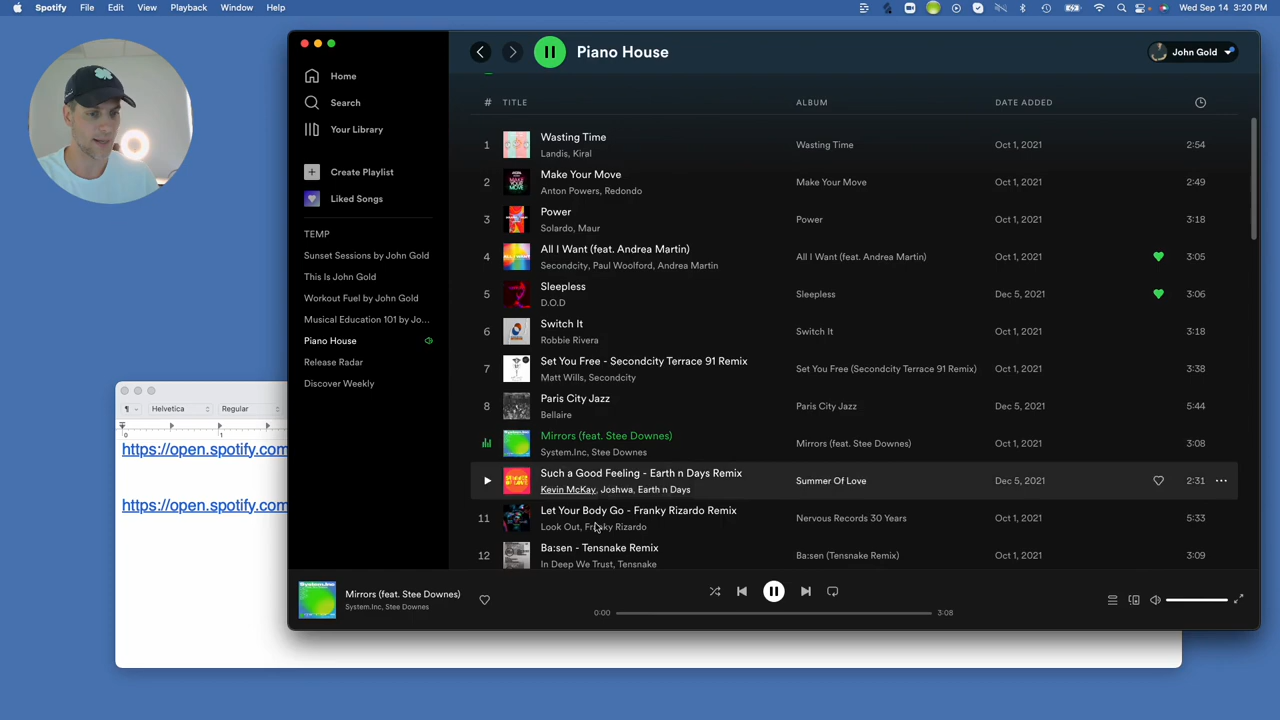 Spotify File Edit View Playback Window Help
Wed Sep 14 3:20 PM
Piano House
John Gold
Home
Search
Your Library
Create Playlist
Liked Songs
TEMP
Sunset Sessions by John Gold
This Is John Gold
Workout Fuel by John Gold
Musical Education 101 by Jo...
Piano House
Release Radar
Discover Weekly
# TITLE ALBUM DATE ADDED
1 Wasting Time Wasting Time Oct 1, 2021 2:54
Landis, Kiral
2 Make Your Move Make Your Move Oct 1, 2021 2:49
Anton Powers, Redondo
3 Power Power Oct 1, 2021 3:18
Solardo, Maur
4 All I Want (feat. Andrea Martin) All I Want (feat. Andrea Martin) Oct 1, 2021 3:05
Secondcity, Paul Woolford, Andrea Martin
5 Sleepless Sleepless Dec 5, 2021 3:06
D.O.D
6 Switch It Switch It Oct 1, 2021 3:18
Robbie Rivera
7 Set You Free - Secondcity Terrace 91 Remix Set You Free (Secondcity Terrace 91 Remix) Oct 1, 2021 3:38
Matt Wills, Secondcity
8 Paris City Jazz Paris City Jazz Dec 5, 2021 5:44
Bellaire
Mirrors (feat. Stee Downes) Mirrors (feat. Stee Downes) Oct 1, 2021 3:08
System.Inc, Stee Downes
Such a Good Feeling - Earth n Days Remix Summer Of Love Dec 5, 2021 2:31
Kevin McKay, Joshwa, Earth n Days
11 Let Your Body Go - Franky Rizardo Remix Nervous Records 30 Years Oct 1, 2021 5:33
Look Out, Franky Rizardo
12 Ba:sen - Tensnake Remix Ba:sen (Tensnake Remix) Oct 1, 2021 3:09
In Deep We Trust, Tensnake
Mirrors (feat. Stee Downes)
System.Inc, Stee Downes
0:00 3:08
Helvetica Regular
0 1
https://open.spotify.com
https://open.spotify.com